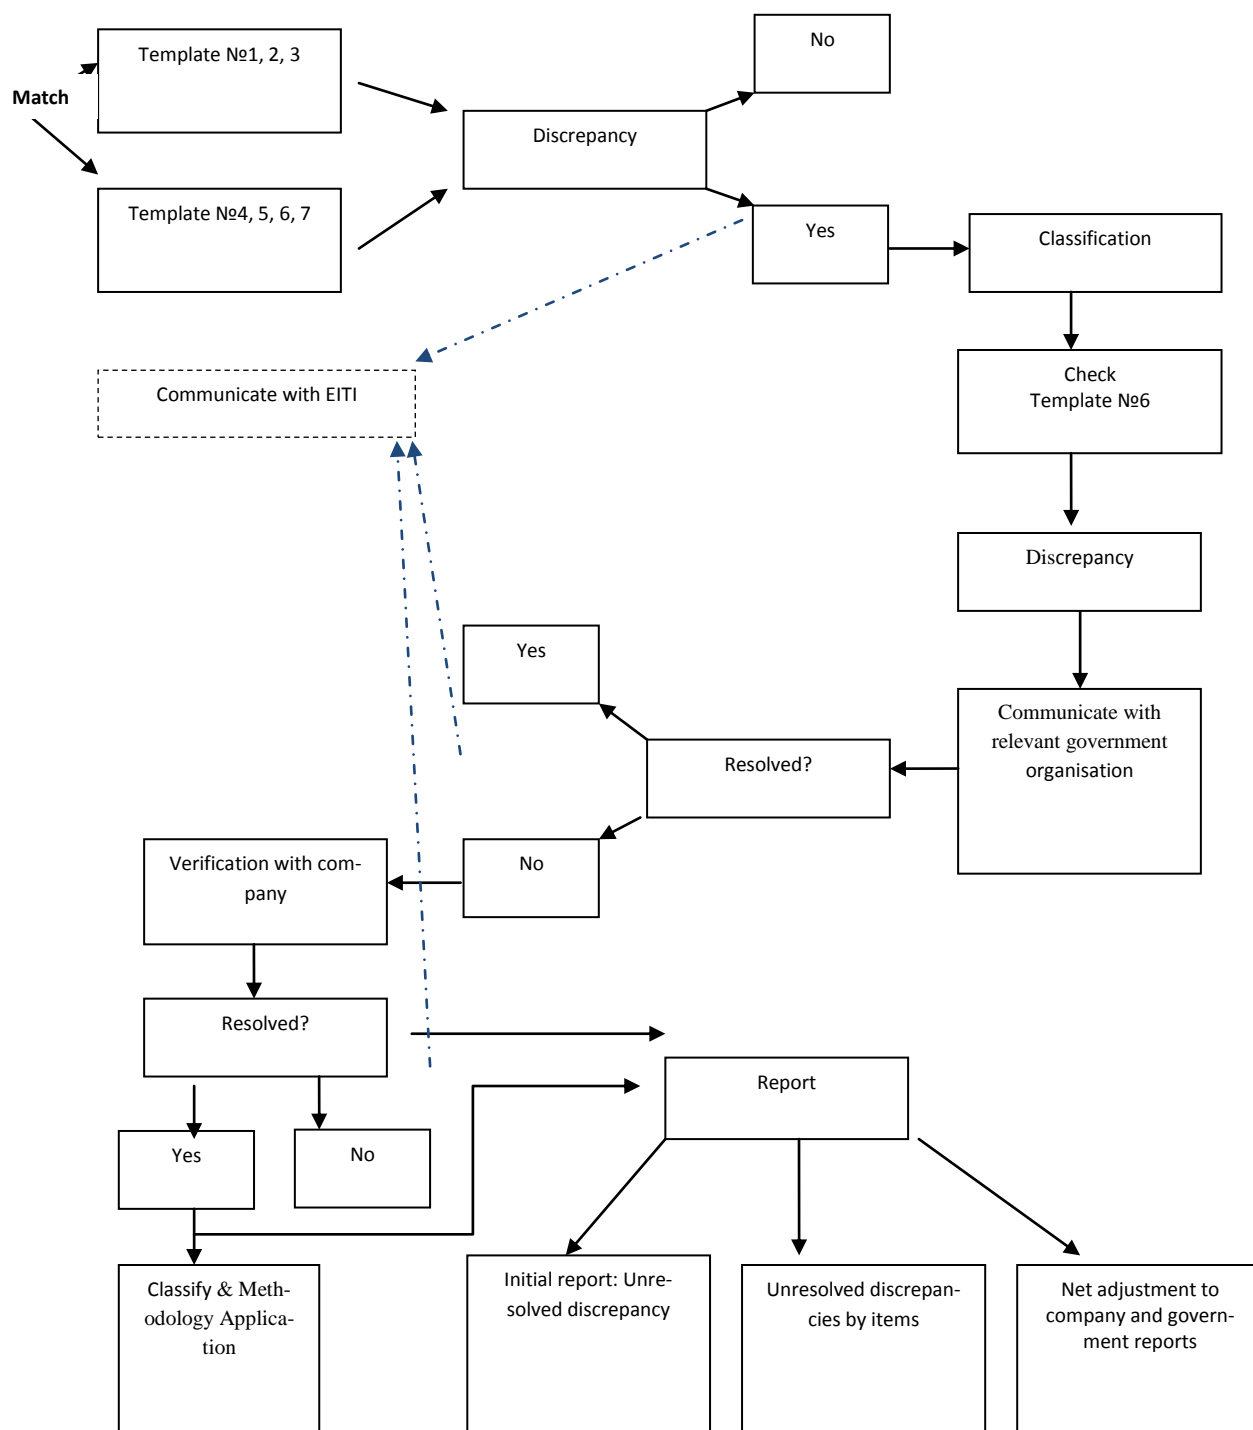 No
Template №1, 2, 3
Match
Discrepancy
Template №4, 5, 6, 7
Yes
Classification
Check
Template №6
Communicate with EITI
Discrepancy
Yes
Communicate with
relevant government
organisation
Resolved?
No
Verification with com-
pany
Resolved?
Report
Yes
No
Initial report: Unre-
solved discrepancy
Unresolved discrepan-
cies by items
Net adjustment to
company and govern-
ment reports
Classify & Meth-
odology Applica-
tion